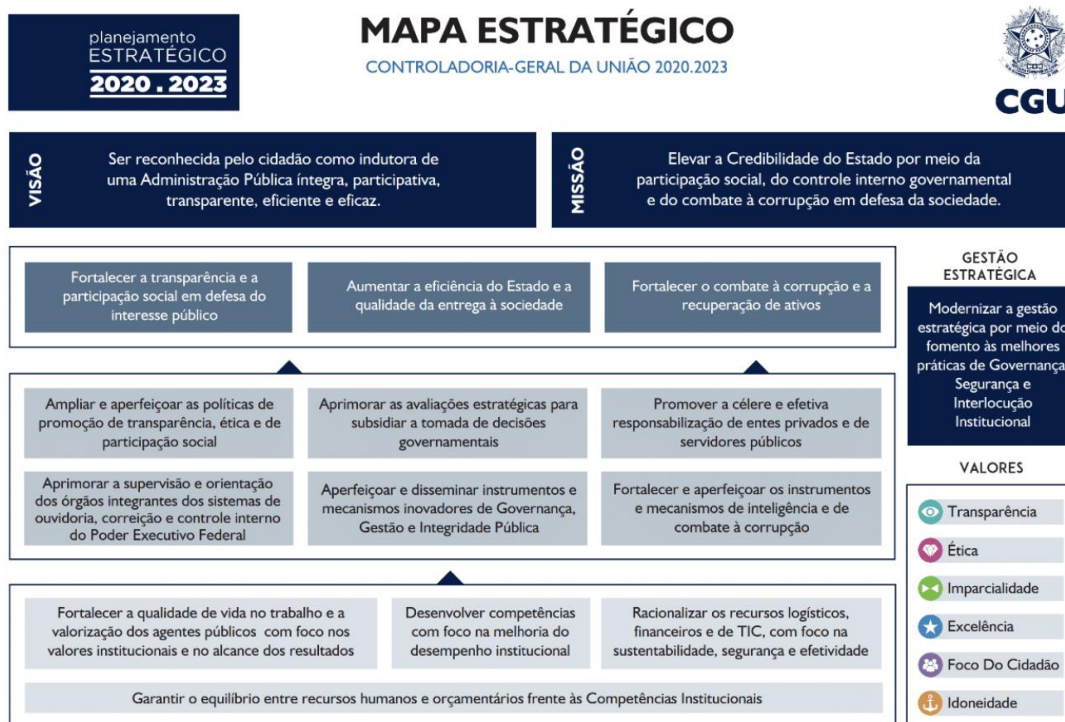 planejamento
ESTRATÉGICO
2020 . 2023
MAPA ESTRATÉGICO
CONTROLADORIA-GERAL DA UNIÃO 2020.2023
CGU
VISÃO
Ser reconhecida pelo cidadão como indutora de
uma Administração Pública íntegra, participativa,
transparente, eficiente e eficaz.
MISSÃO
Elevar a Credibilidade do Estado por meio da
participação social, do controle interno governamental
e do combate à corrupção em defesa da sociedade.
Fortalecer a transparência e a
participação social em defesa do
interesse público
Aumentar a eficiência do Estado e a
qualidade da entrega à sociedade
Fortalecer o combate à corrupção e a
recuperação de ativos
Ampliar e aperfeiçoar as políticas de
promoção de transparência, ética e de
participação social
Aprimorar as avaliações estratégicas para
subsidiar a tomada de decisões
governamentais
Promover a célere e efetiva
responsabilização de entes privados e de
servidores públicos
Aprimorar a supervisão e orientação
dos órgãos integrantes dos sistemas de
ouvidoria, correição e controle interno
do Poder Executivo Federal
Aperfeiçoar e disseminar instrumentos e
mecanismos inovadores de Governança,
Gestão e Integridade Pública
Fortalecer e aperfeiçoar os instrumentos
e mecanismos de inteligência e de
combate à corrupção
Fortalecer a qualidade de vida no trabalho e a
valorização dos agentes públicos com foco nos
valores institucionais e no alcance dos resultados
Desenvolver competências
com foco na melhoria do
desempenho institucional
Racionalizar os recursos logísticos,
financeiros e de TIC, com foco na
sustentabilidade, segurança e efetividade
Garantir o equilíbrio entre recursos humanos e orçamentários frente às Competências Institucionais
GESTÃO
ESTRATÉGICA
Modernizar a gestão
estratégica por meio do
fomento às melhores
práticas de Governança
Segurança e
Interlocução
Institucional
VALORES
Transparência
Ética
Imparcialidade
Excelência
Foco Do Cidadão
Idoneidade